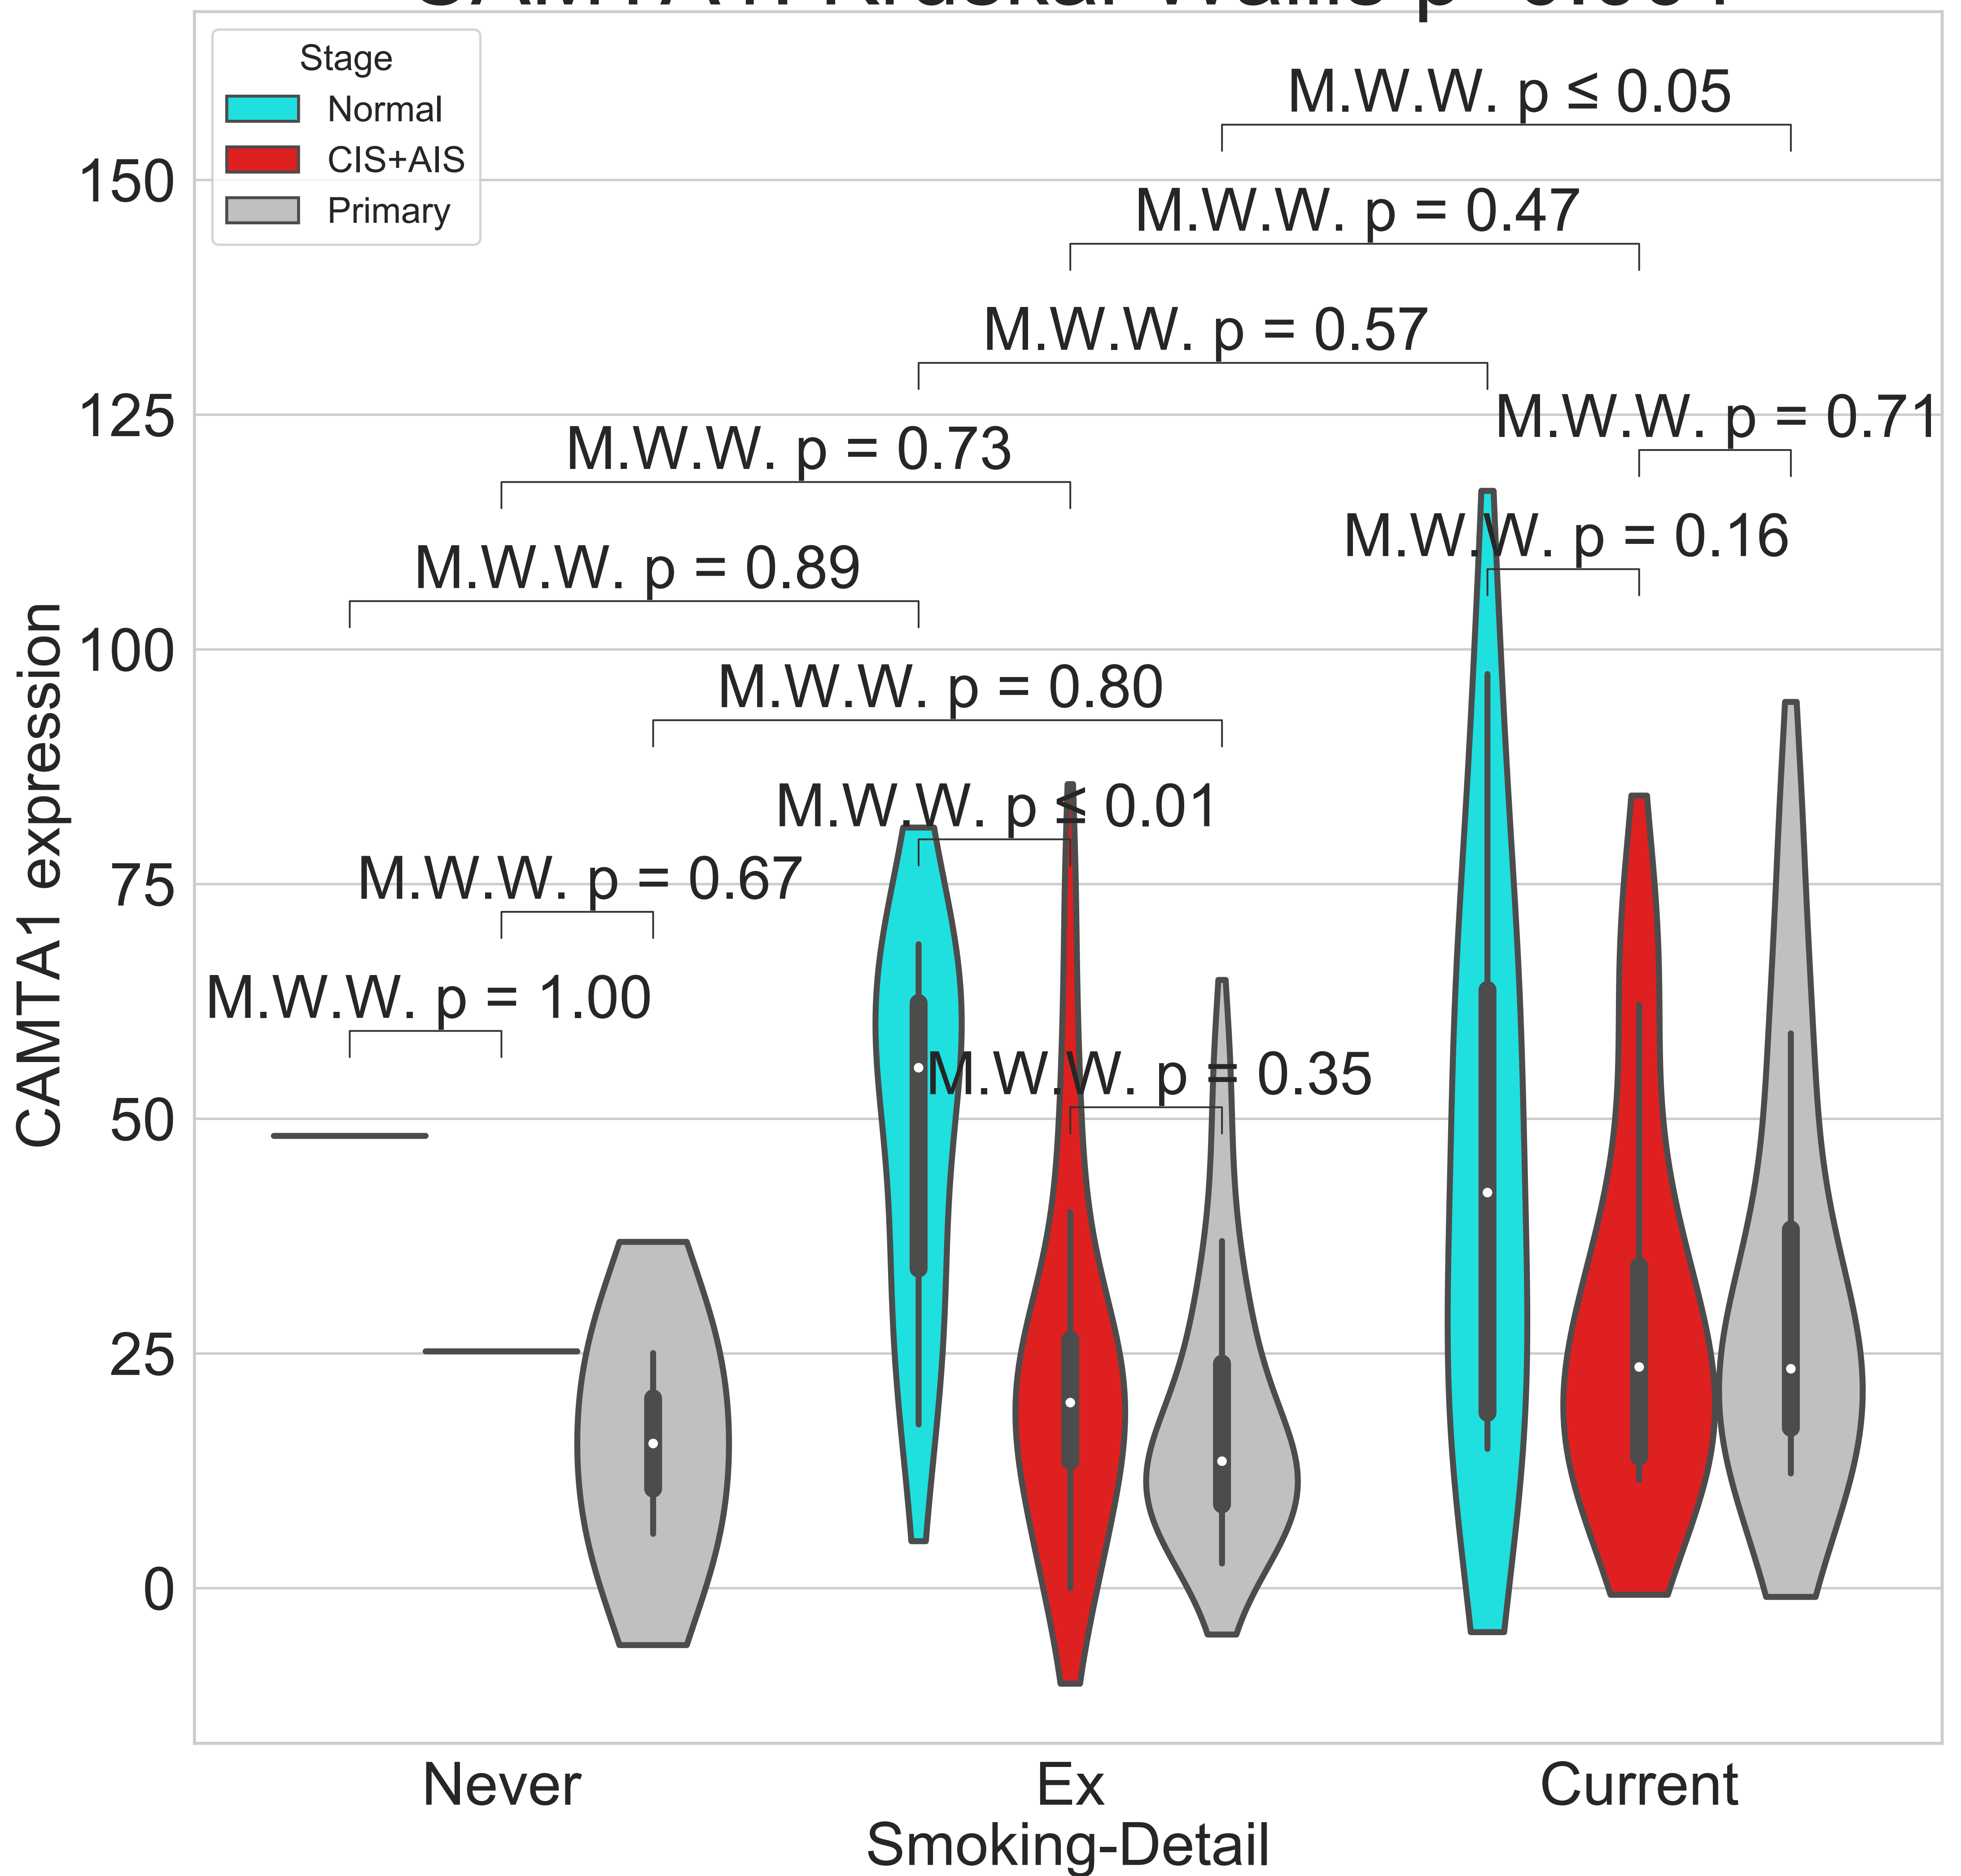 Stage
Normal
CIS+AIS
Primary
M.W.W. p ≤ 0.05
150
M.W.W. p = 0.47
M.W.W. p = 0.57
125
M.W.W. p = 0.71
M.W.W. p = 0.73
M.W.W. p = 0.16
M.W.W. p = 0.89
100
M.W.W. p = 0.80
M.W.W. p ≤ 0.01
75
M.W.W. p = 0.67
M.W.W. p = 1.00
M.W.W. p = 0.35
50
25
0
CAMTA1 expression
Never
Ex
Current
Smoking-Detail